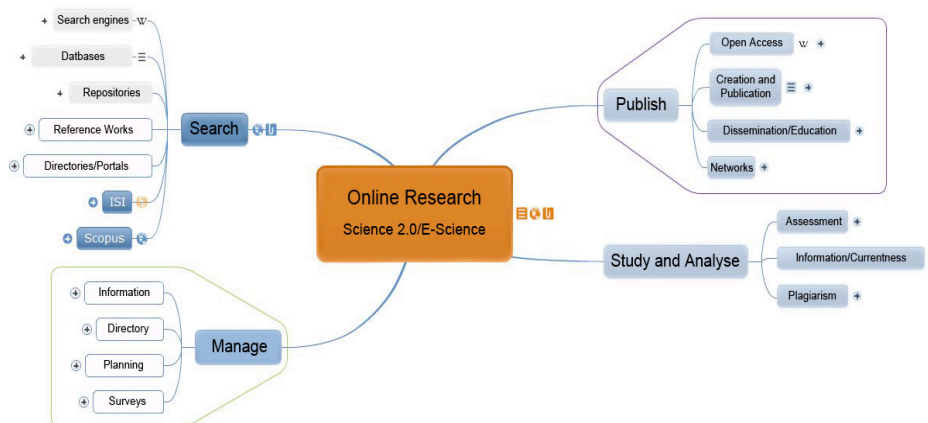 Search engines
W
Datbases
Repositories
Reference Works
Directories/Portals
ISI
Scopus
Search
Online Research
Science 2.0/E-Science
Publish
Open Access
W
Creation and
Publication
Dissemination/Education
Networks
Study and Analyse
Assessment
Information/Currentness
Plagiarism
Manage
Information
Directory
Planning
Surveys